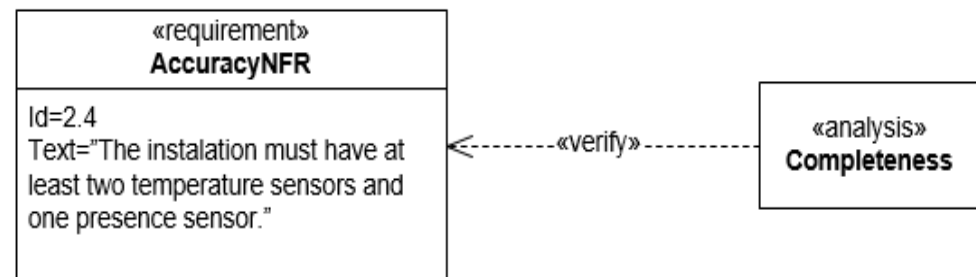 «requirement»
AccuracyNFR
Id=2.4
Text=”The instalation must have at
least two temperature sensors and
one presence sensor.”
«verify»
«analysis»
Completeness